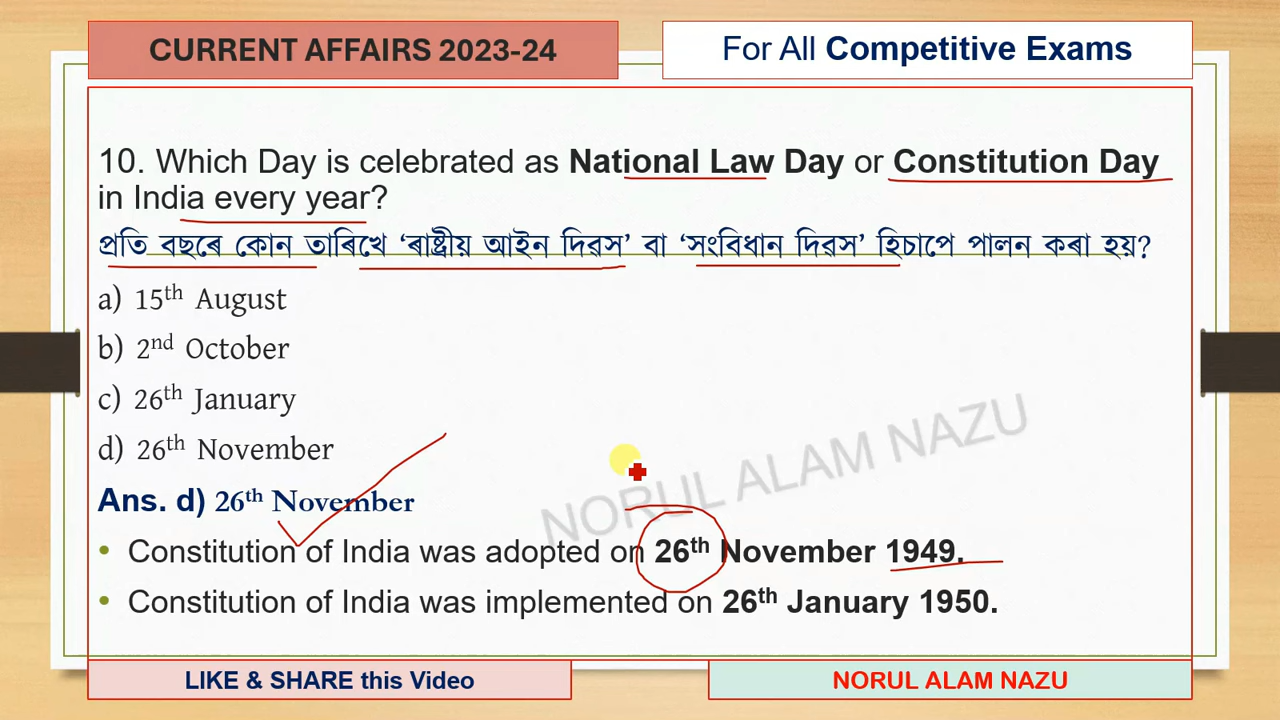 CURRENT AFFAIRS 2023-24
For All Competitive Exams
10. Which Day is celebrated as National Law Day or Constitution Day
in India every year?
প্ৰতি বছৰে কোন তাৰিখে ‘ৰাষ্ট্ৰীয় আইন দিৱস’ বা ‘সংবিধান দিৱস’ হিচাপে পালন কৰা হয়?
a) 15th August
b) 2nd October
c) 26th January
d) 26th November
Ans. d) 26th November
• Constitution of India was adopted on 26th November 1949.
• Constitution of India was implemented on 26th January 1950.
NORUL ALAM NAZU
LIKE & SHARE this Video
NORUL ALAM NAZU